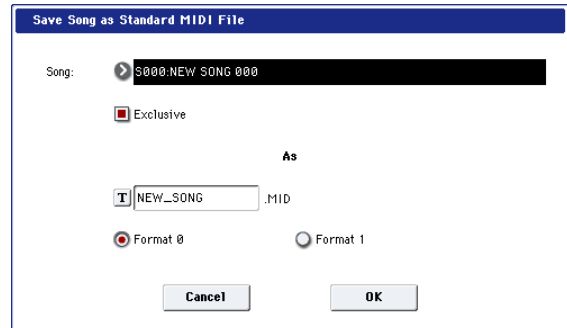 Save Song as Standard MIDI File
Song: S000:NEW SONG 000
Exclusive
As
T NEW_SONG .MID
Format 0 Format 1
Cancel OK